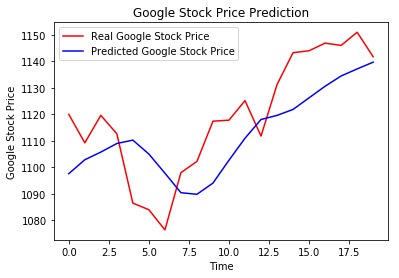 Google Stock Price Prediction
Real Google Stock Price
Predicted Google Stock Price
Google Stock Price
1150
1140
1130
1120
1110
1100
1090
1080
0.0 2.5 5.0 7.5 10.0 12.5 15.0 17.5
Time